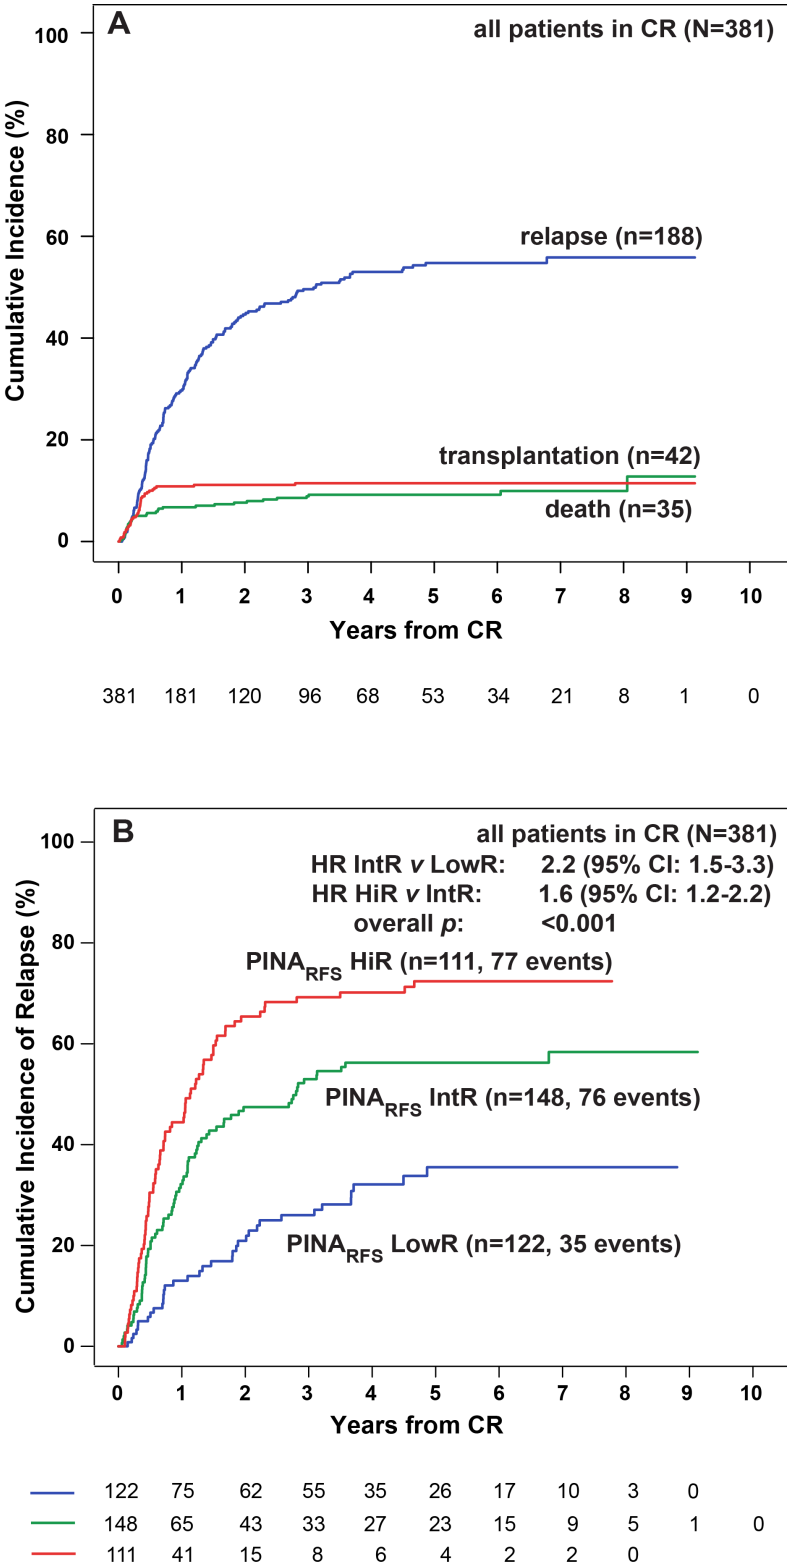 A
all patients in CR (N=381)
100
80
60
40
20
0
Cumulative Incidence (%)
relapse (n=188)
transplantation (n=42)
death (n=35)
0 1 2 3 4 5 6 7 8 9 10
Years from CR
381 181 120 96 68 53 34 21 8 1 0
B
all patients in CR (N=381)
HR IntR v LowR: 2.2 (95% CI: 1.5-3.3)
HR HiR v IntR: 1.6 (95% CI: 1.2-2.2)
overall p: <0.001
100
80
60
40
20
0
Cumulative Incidence of Relapse (%)
PINARFS HiR (n=111, 77 events)
PINARFS IntR (n=148, 76 events)
PINARFS LowR (n=122, 35 events)
0 1 2 3 4 5 6 7 8 9 10
Years from CR
122 75 62 55 35 26 17 10 3 0
148 65 43 33 27 23 15 9 5 1 0
111 41 15 8 6 4 2 2 0